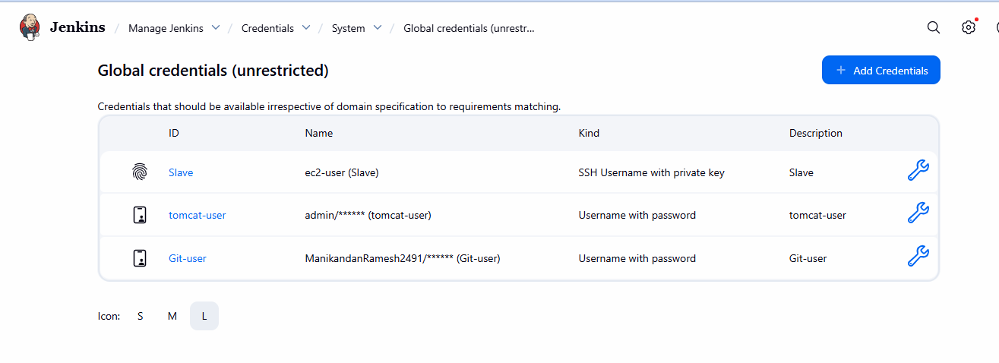 Jenkins / Manage Jenkins / Credentials / System / Global credentials (unrestr...
Global credentials (unrestricted)
+ Add Credentials
Credentials that should be available irrespective of domain specification to requirements matching.
ID Name Kind Description
Slave ec2-user (Slave) SSH Username with private key Slave
tomcat-user admin/****** (tomcat-user) Username with password tomcat-user
Git-user ManikandanRamesh2491/****** (Git-user) Username with password Git-user
Icon: S M L